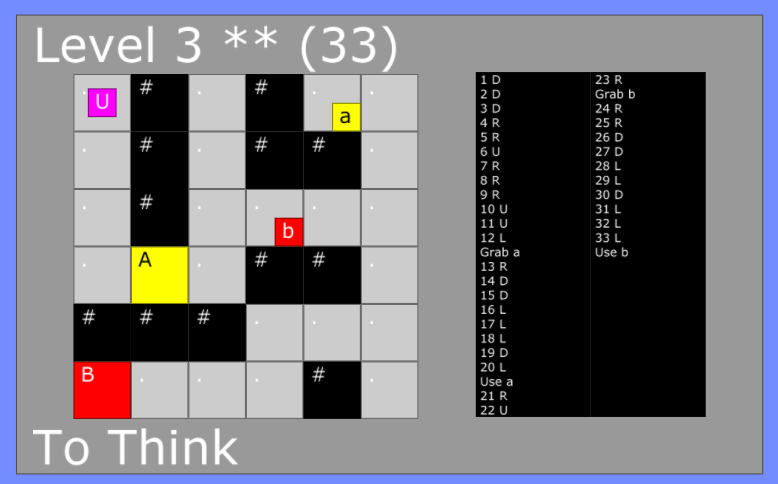 Level 3 ** (33)
. U # . # . a .
. # . # # .
. # . . b . .
. A . # # .
# # # . . .
B . . . # .
To Think
1 D
2 D
3 D
4 R
5 R
6 U
7 R
8 R
9 R
10 U
11 U
12 L
Grab a
13 R
14 D
15 D
16 L
17 L
18 L
19 D
20 L
Use a
21 R
22 U
23 R
Grab b
24 R
25 R
26 D
27 D
28 L
29 L
30 D
31 L
32 L
33 L
Use b